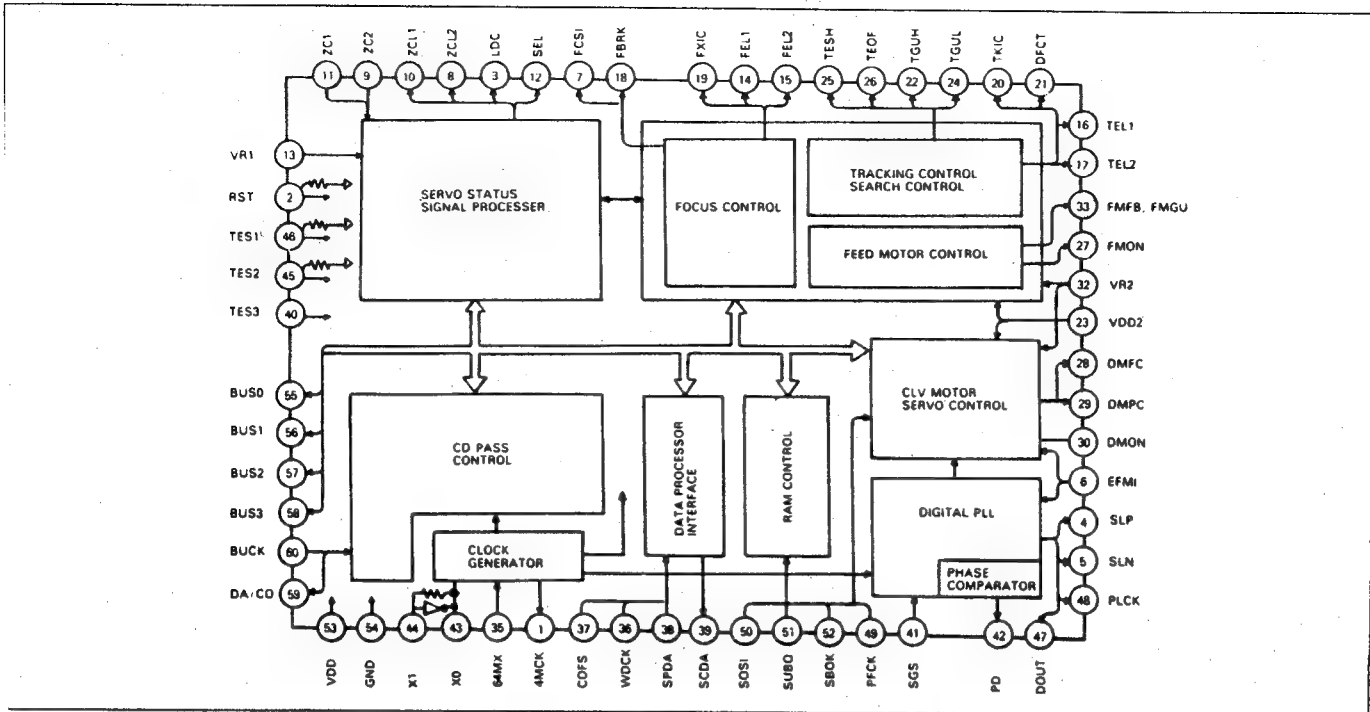 ZC1
ZC2
ZCL1
ZCL2
LDC
SEL
FCSI
FBRK
FXIC
FEL1
FEL2
TESH
TEOF
TGUH
TGUL
TKIC
DFCT
11
9
10
8
3
12
7
18
19
14
15
25
26
22
24
20
21
VR1
13
RST
2
TES1
46
TES2
45
TES3
40
BUS0
55
BUS1
56
BUS2
57
BUS3
58
BUCK
60
DA/CD
59
SERVO STATUS
SIGNAL PROCESSER
FOCUS CONTROL
TRACKING CONTROL
SEARCH CONTROL
FEED MOTOR CONTROL
CD PASS
CONTROL
CLOCK
GENERATOR
DATA PROCESSOR
INTERFACE
RAM CONTROL
CLV MOTOR
SERVO CONTROL
DIGITAL PLL
PHASE
COMPARATOR
16
TEL1
17
TEL2
33
FMFB, FMGU
27
FMON
32
VR2
23
VDD2
28
DMFC
29
DMPC
30
DMON
6
EFMI
4
SLP
5
SLN
48
PLCK
53
54
44
43
35
1
37
36
38
39
50
51
52
49
41
42
47
VDD
GND
X1
X0
64MX
4MCK
COFS
WDCK
SPDA
SCDA
SOSI
SUBQ
SBOK
PFCK
SGS
PD
DOUT